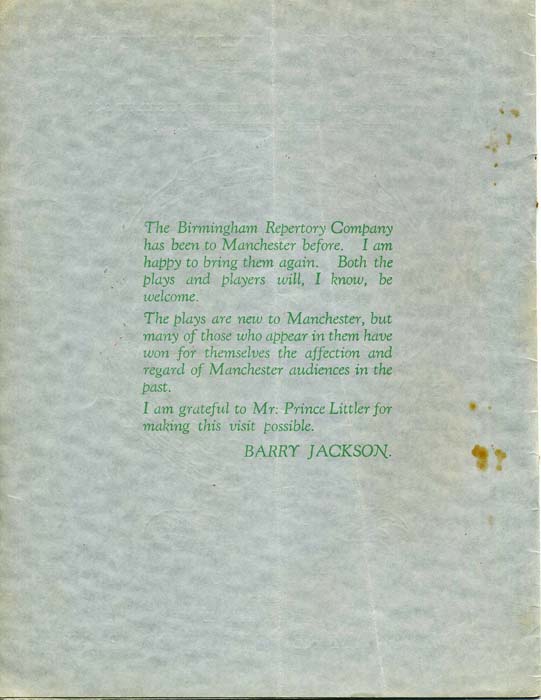 The Birmingham Repertory Company
has been to Manchester before. I am
happy to bring them again. Both the
plays and players will, I know, be
welcome.
The plays are new to Manchester, but
many of those who appear in them have
won for themselves the affection and
regard of Manchester audiences in the
past.
I am grateful to Mr: Prince Littler for
making this visit possible.
BARRY JACKSON.